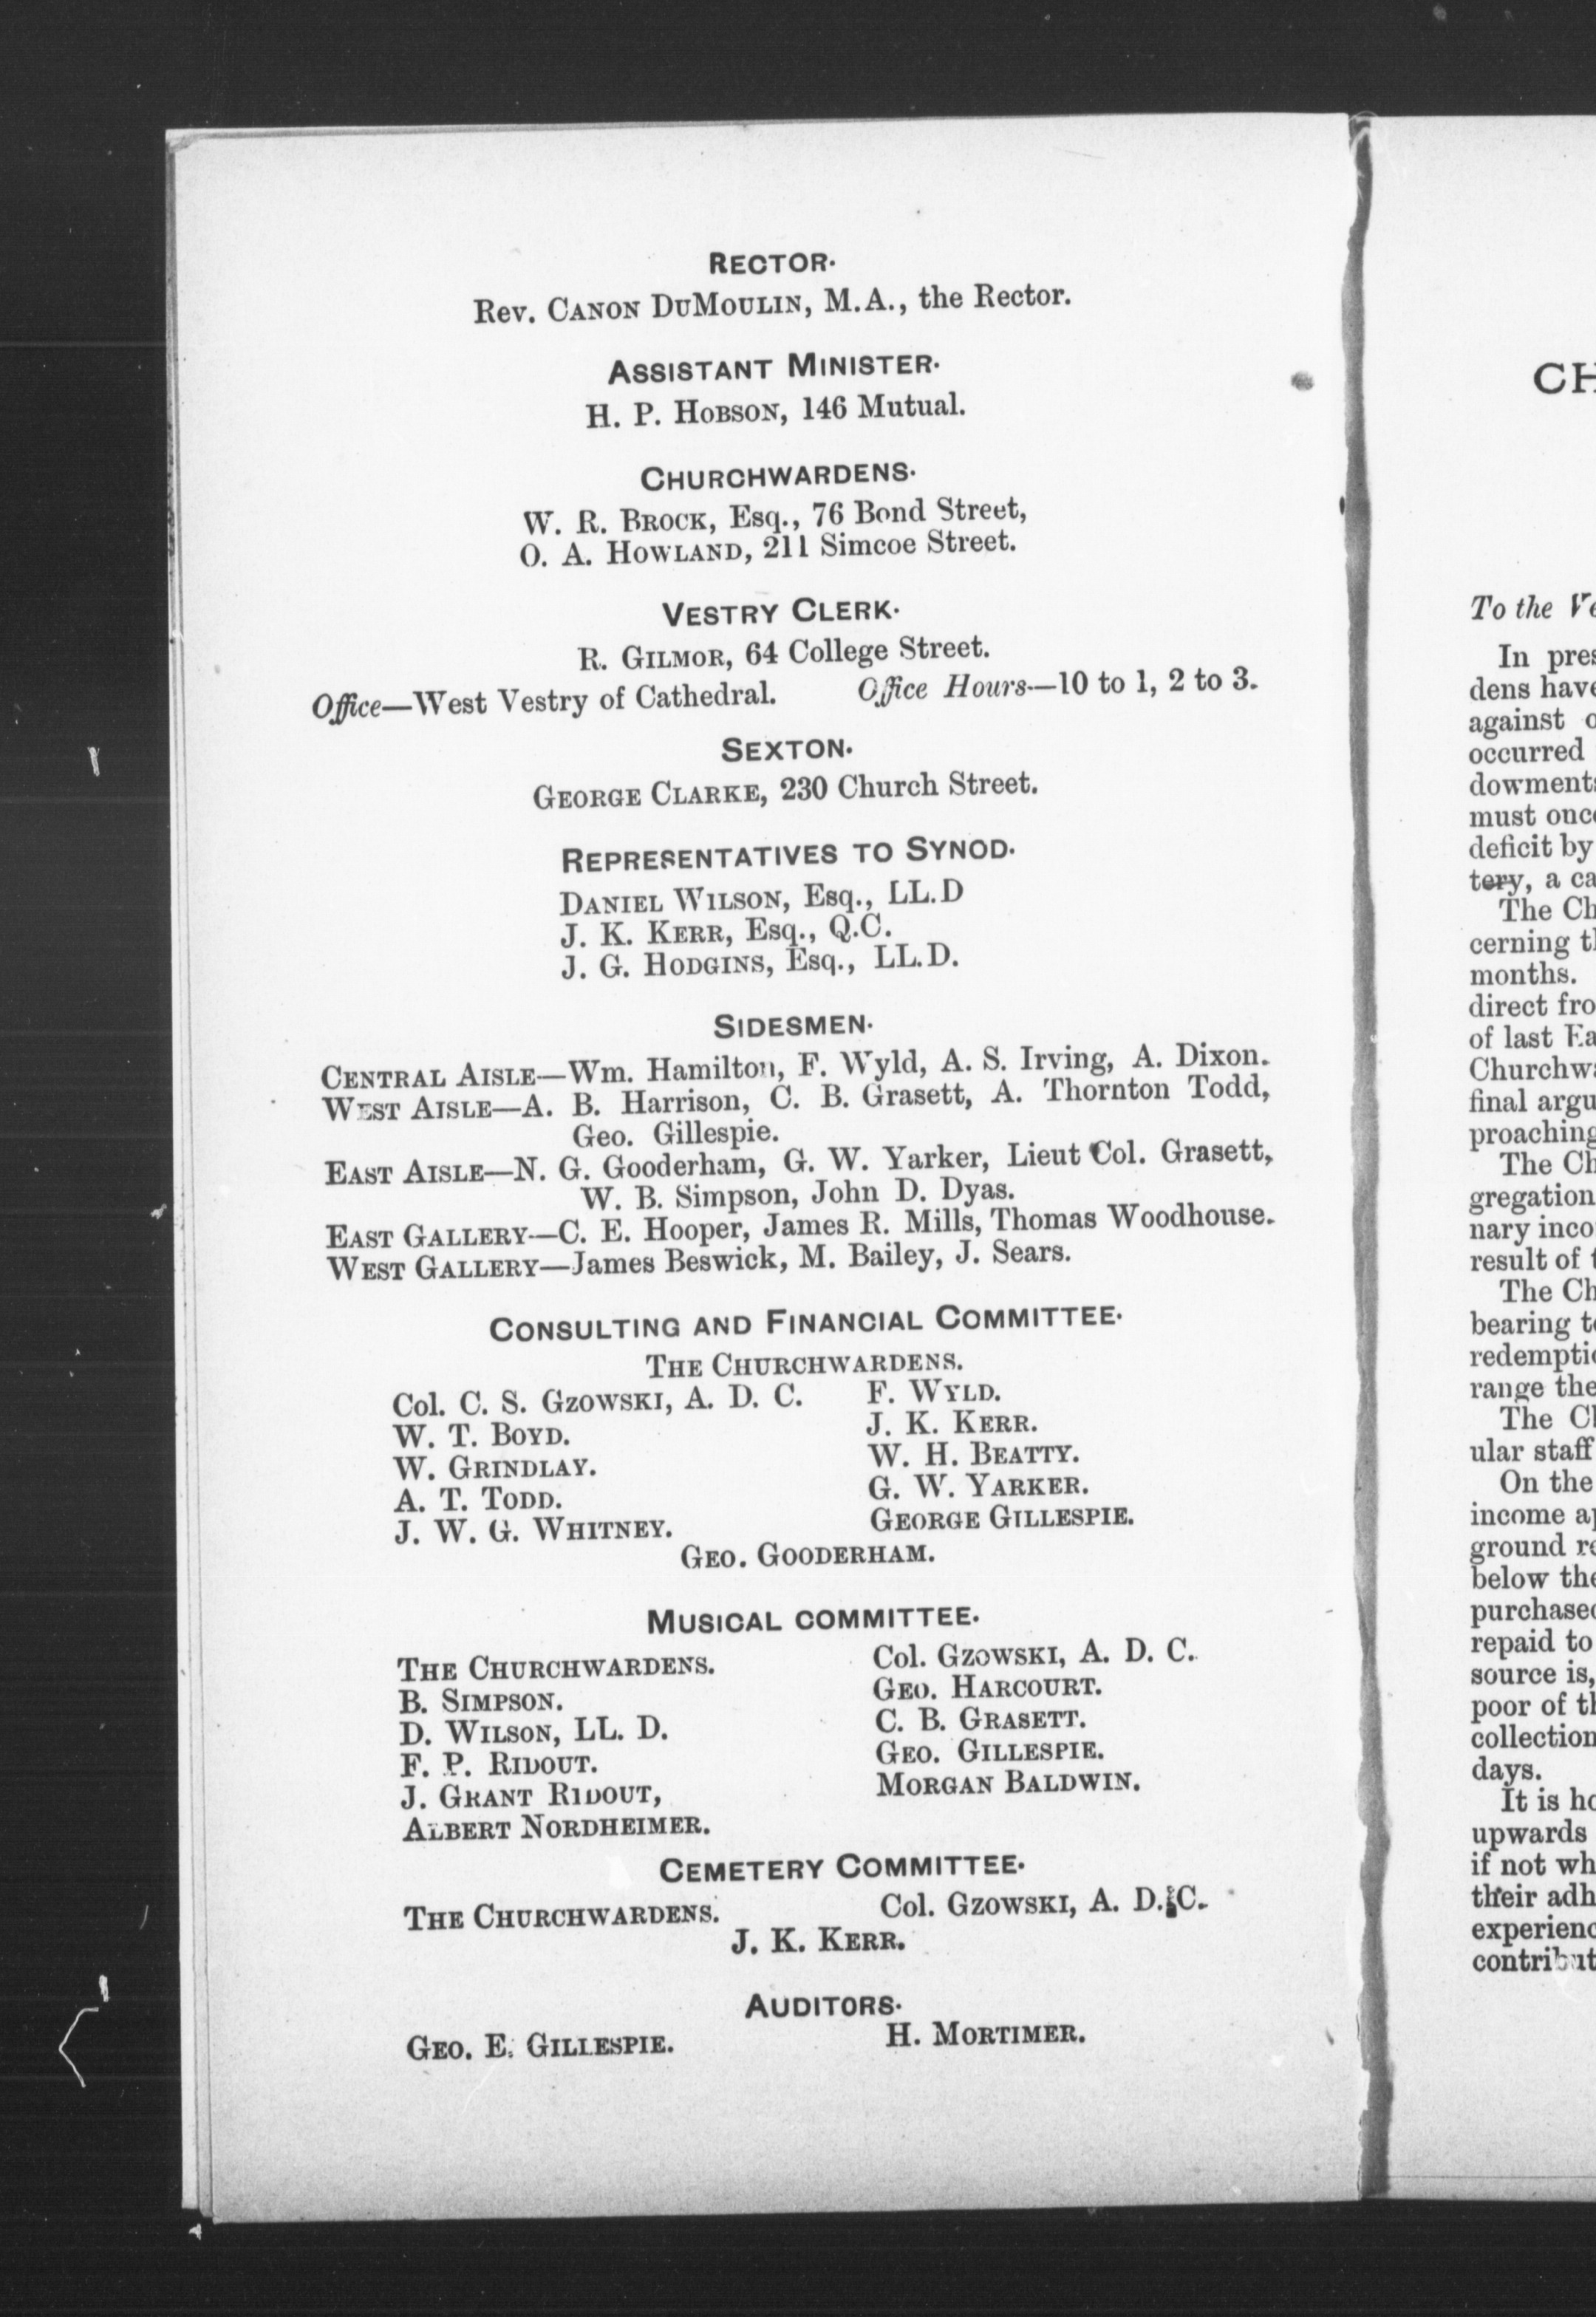 RECTOR.
Rev. CANON DUMOULIN, M.A., the Rector.
ASSISTANT MINISTER.
H. P. HOBSON, 146 Mutual.
CHURCHWARDENS.
W. R. BROCK, Esq., 76 Bond Street,
O. A. HOWLAND, 211 Simcoe Street.
VESTRY CLERK.
R. GILMOR, 64 College Street.
Office—West Vestry of Cathedral. Office Hours—10 to 1, 2 to 3.
SEXTON.
GEORGE CLARKE, 230 Church Street.
REPRESENTATIVES TO SYNOD.
DANIEL WILSON, Esq., LL.D
J. K. KERR, Esq., Q.C.
J. G. HODGINS, Esq., LL.D.
SIDESMEN.
CENTRAL AISLE—Wm. Hamilton, F. Wyld, A. S. Irving, A. Dixon.
WEST AISLE—A. B. Harrison, C. B. Grasett, A. Thornton Todd,
Geo. Gillespie.
EAST AISLE—N. G. Gooderham, G. W. Yarker, Lieut Col. Grasett,
W. B. Simpson, John D. Dyas.
EAST GALLERY—C. E. Hooper, James R. Mills, Thomas Woodhouse.
WEST GALLERY—James Beswick, M. Bailey, J. Sears.
CONSULTING AND FINANCIAL COMMITTEE.
THE CHURCHWARDENS.
Col. C. S. GZOWSKI, A. D. C. F. WYLD.
W. T. BOYD. J. K. KERR.
W. GRINDLAY. W. H. BEATTY.
A. T. TODD. G. W. YARKER.
J. W. G. WHITNEY. GEORGE GILLESPIE.
GEO. GOODERHAM.
MUSICAL COMMITTEE.
THE CHURCHWARDENS. Col. GZOWSKI, A. D. C.
B. SIMPSON. GEO. HARCOURT.
D. WILSON, LL. D. C. B. GRASETT.
F. P. RIDOUT. GEO. GILLESPIE.
J. GRANT RIDOUT, MORGAN BALDWIN.
ALBERT NORDHEIMER.
CEMETERY COMMITTEE.
THE CHURCHWARDENS. Col. GZOWSKI, A. D. C.
J. K. KERR.
AUDITORS.
GEO. E. GILLESPIE. H. MORTIMER.
CH
To the Ve
In pres
dens have
against o
occurred
dowments
must once
deficit by
tery, a ca
The Ch
cerning th
months.
direct fro
of last Ea
Churchwa
final argu
proaching
The Ch
gregation
nary inco
result of t
The Ch
bearing to
redemptio
range the
The Cl
ular staff
On the
income ap
ground re
below the
purchased
repaid to
source is,
poor of th
collection
days.
It is ho
upwards
if not wh
their adh
experienc
contribut